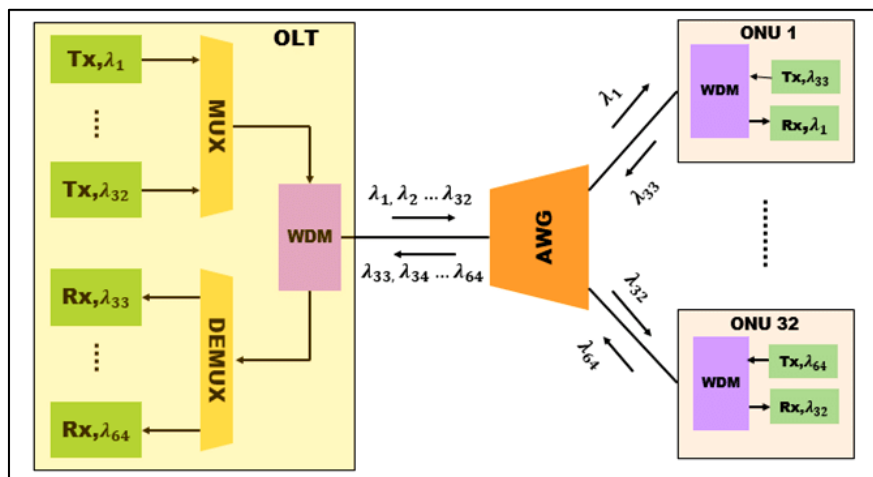 OLT
Tx,λ₁
Tx,λ₃₂
MUX
Rx,λ₃₃
Rx,λ₆₄
DEMUX
WDM
λ₁, λ₂ … λ₃₂
λ₃₃, λ₃₄ … λ₆₄
AWG
λ₁
λ₃₃
λ₃₂
λ₆₄
ONU 1
WDM
Tx,λ₃₃
Rx,λ₁
ONU 32
WDM
Tx,λ₆₄
Rx,λ₃₂